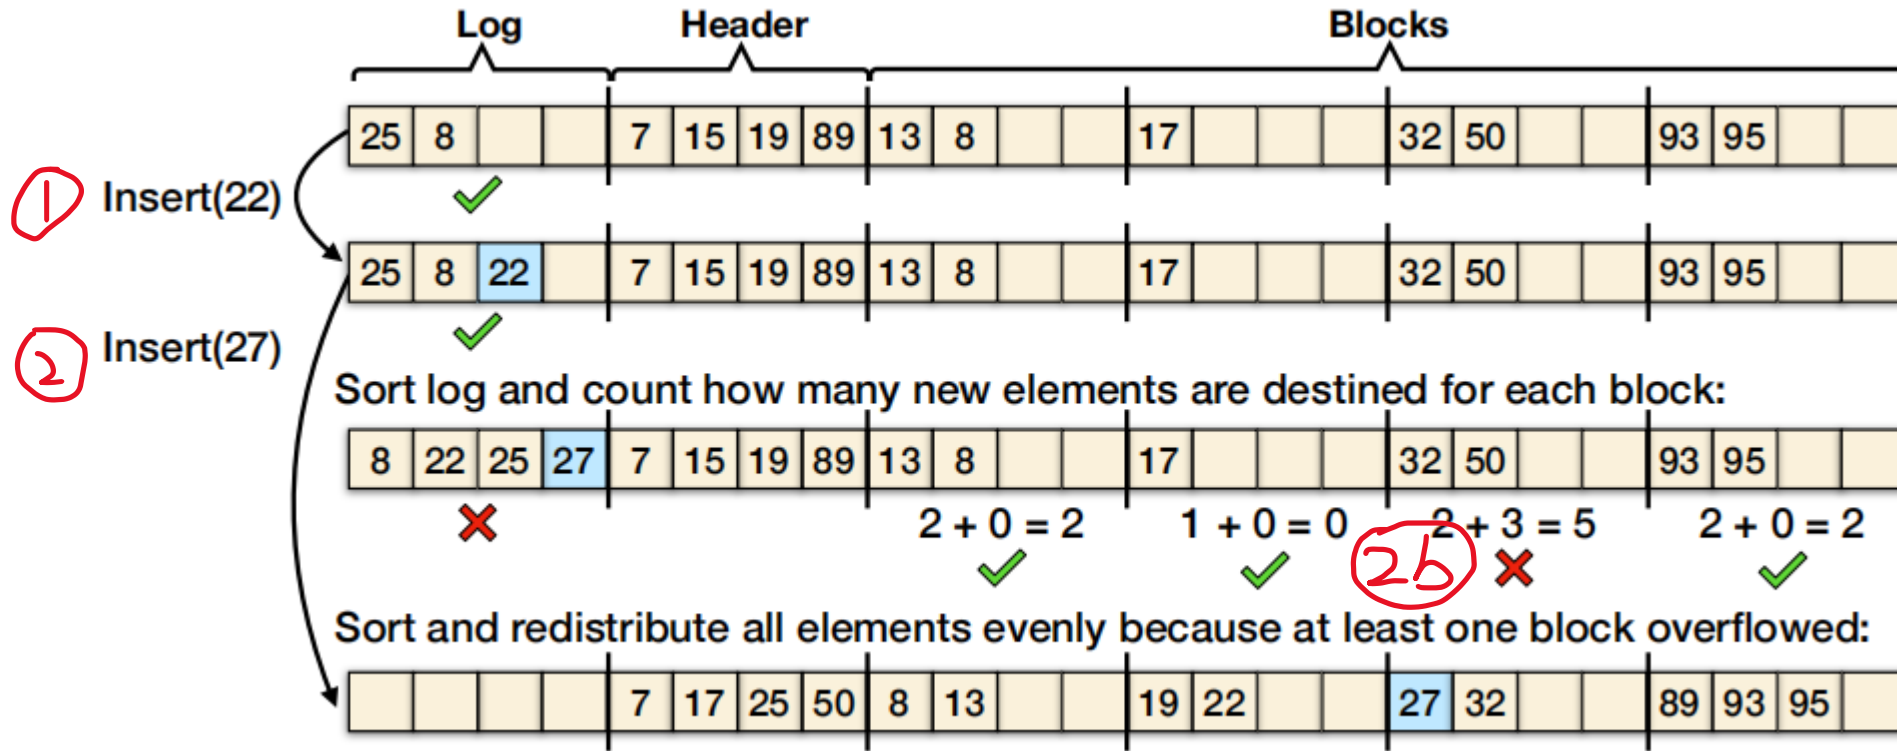 Log Header Blocks
25 8 7 15 19 89 13 8 17 32 50 93 95
1 Insert(22)
25 8 22 7 15 19 89 13 8 17 32 50 93 95
2 Insert(27)
Sort log and count how many new elements are destined for each block:
8 22 25 27 7 15 19 89 13 8 17 32 50 93 95
2 + 0 = 2 1 + 0 = 0 2 + 3 = 5 2 + 0 = 2
2b
Sort and redistribute all elements evenly because at least one block overflowed:
7 17 25 50 8 13 19 22 27 32 89 93 95